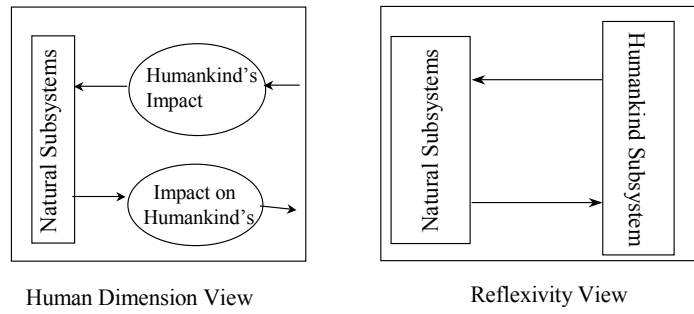 Natural Subsystems
Humankind's
Impact
Impact on
Humankind's
Human Dimension View
Natural Subsystems
Humankind Subsystem
Reflexivity View